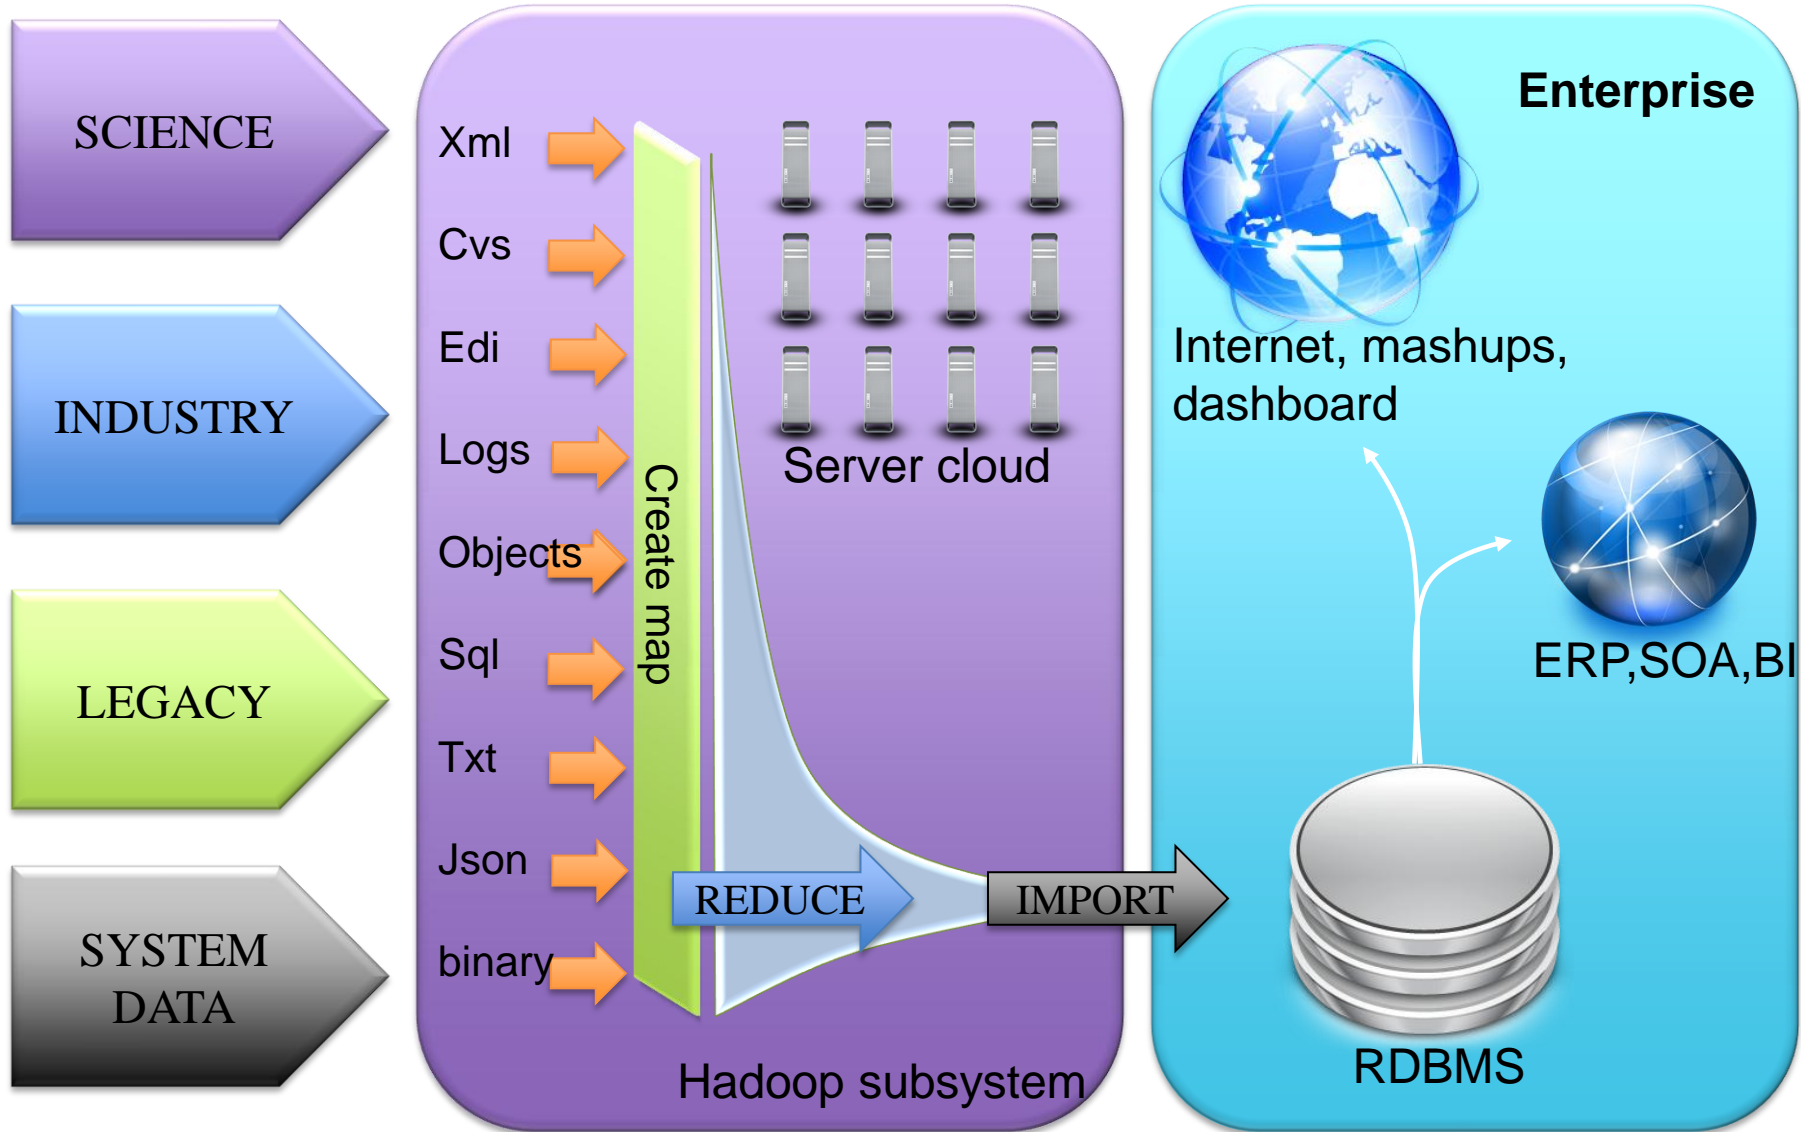 SCIENCE
INDUSTRY
LEGACY
SYSTEM
DATA
Xml
Cvs
Edi
Logs
Objects
Sql
Txt
Json
binary
Create map
Server cloud
REDUCE
IMPORT
Hadoop subsystem
Enterprise
Internet, mashups,
dashboard
ERP,SOA,BI
RDBMS